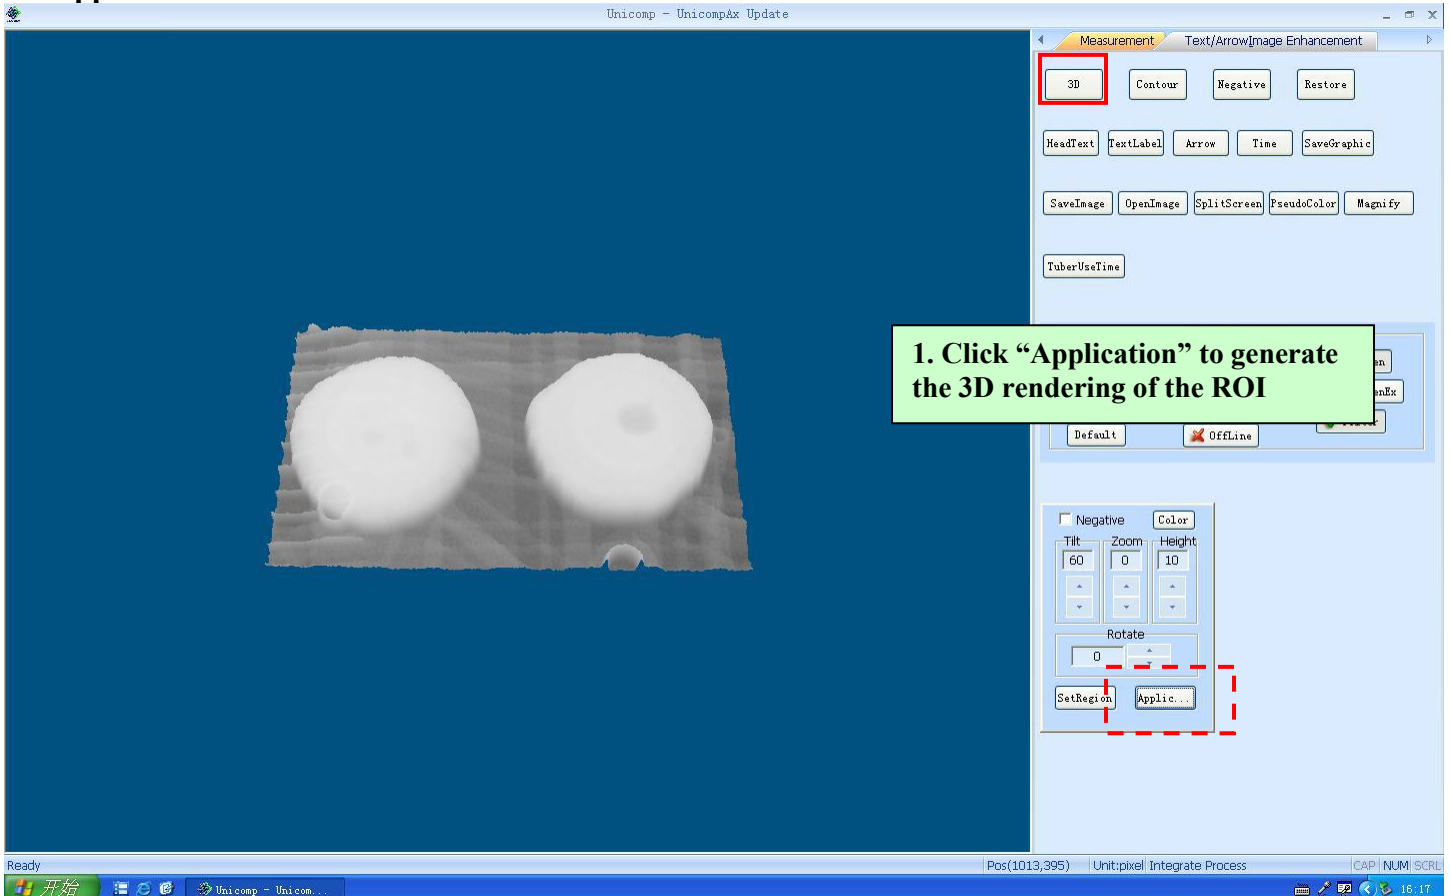 Unicomp - UnicompAx Update
Measurement Text/Arrow Image Enhancement
3D Contour Negative Restore
HeadText TextLabel Arrow Time SaveGraphic
SaveImage OpenImage SplitScreen PseudoColor Magnify
TuberUseTime
1. Click “Application” to generate
the 3D rendering of the ROI
Default OffLine
Negative Color
Tilt Zoom Height
60 0 10
Rotate
0
SetRegion Applic...
Ready Pos(1013,395) Unit:pixel Integrate Process CAP NUM SCRL
开始 Unicomp - Unicom... 16:17